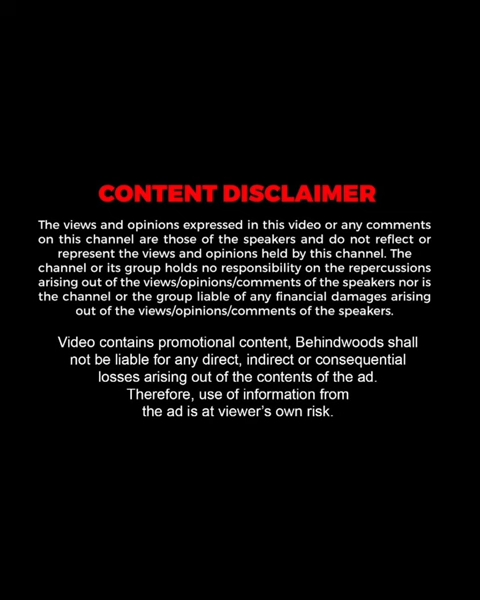 CONTENT DISCLAIMER
The views and opinions expressed in this video or any comments
on this channel are those of the speakers and do not reflect or
represent the views and opinions held by this channel. The
channel or its group holds no responsibility on the repercussions
arising out of the views/opinions/comments of the speakers nor is
the channel or the group liable of any financial damages arising
out of the views/opinions/comments of the speakers.
Video contains promotional content, Behindwoods shall
not be liable for any direct, indirect or consequential
losses arising out of the contents of the ad.
Therefore, use of information from
the ad is at viewer's own risk.